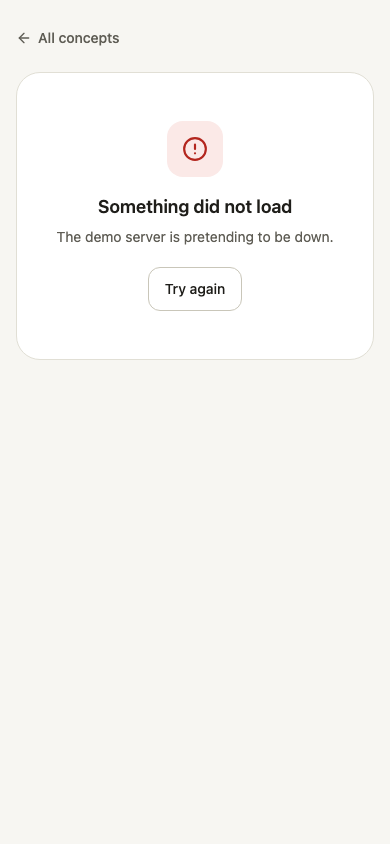 All concepts
Something did not load
The demo server is pretending to be down.
Try again